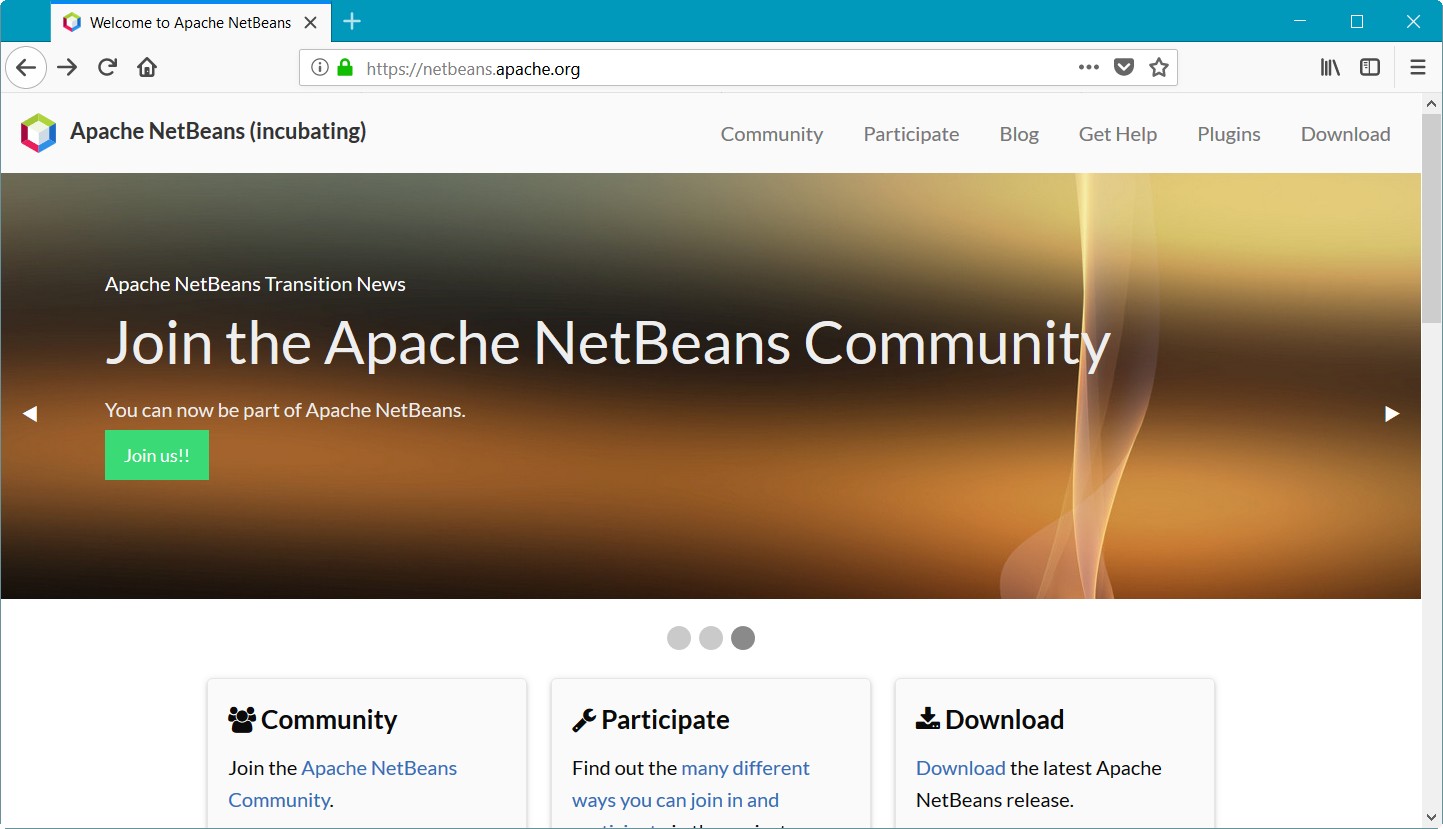 Welcome to Apache NetBeans
https://netbeans.apache.org
Apache NetBeans (incubating)
Community
Participate
Blog
Get Help
Plugins
Download
Apache NetBeans Transition News
Join the Apache NetBeans Community
You can now be part of Apache NetBeans.
Join us!!
Community
Join the Apache NetBeans
Community.
Participate
Find out the many different
ways you can join in and
Download
Download the latest Apache
NetBeans release.